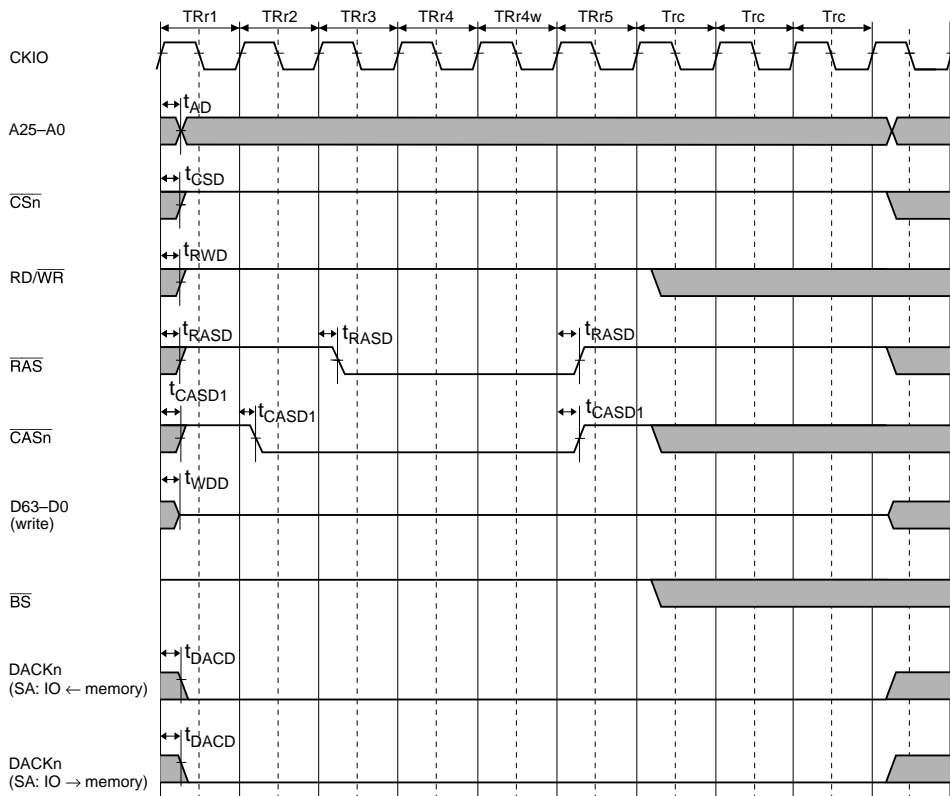 TRr1 TRr2 TRr3 TRr4 TRr4w TRr5 Trc Trc Trc
CKIO
tAD
A25–A0
tCSD
CSn
tRWD
RD/WR
tRASD tRASD tRASD
RAS
tCASD1 tCASD1 tCASD1
CASn
tWDD
D63–D0
(write)
BS
tDACD
DACKn
(SA: IO ← memory)
tDACD
DACKn
(SA: IO → memory)